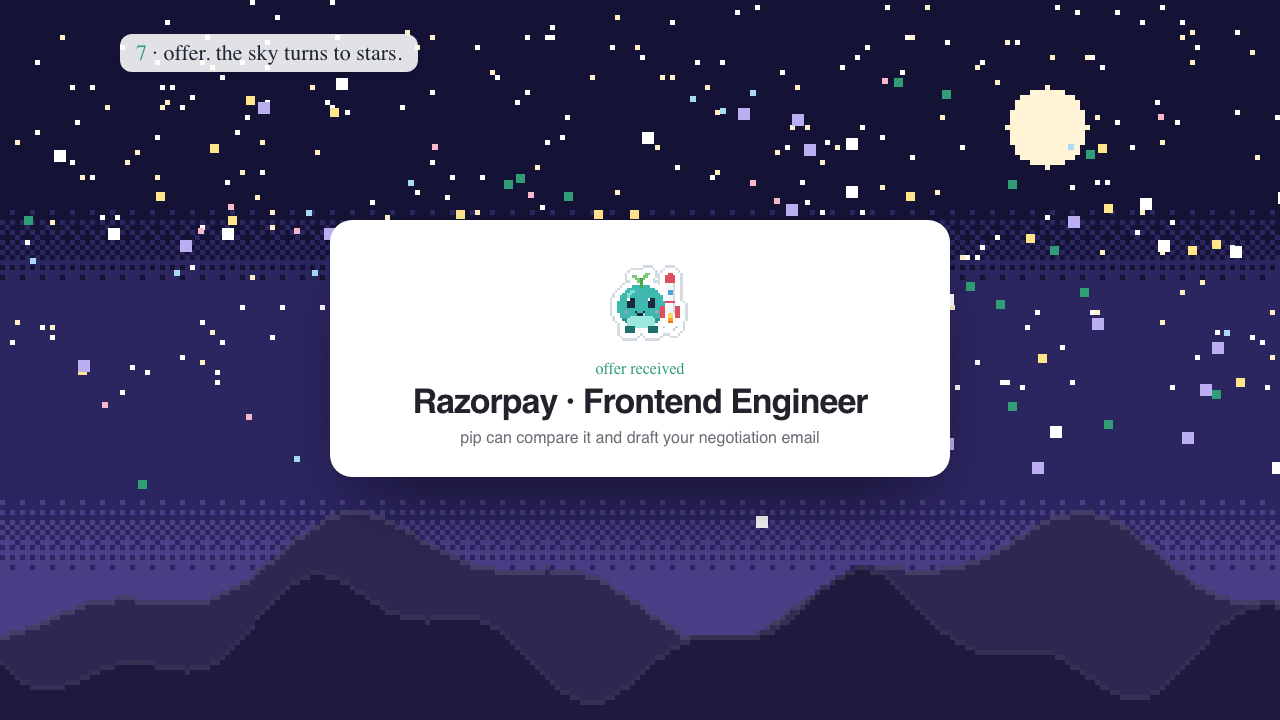 7 · offer. the sky turns to stars.
offer received
Razorpay · Frontend Engineer
pip can compare it and draft your negotiation email